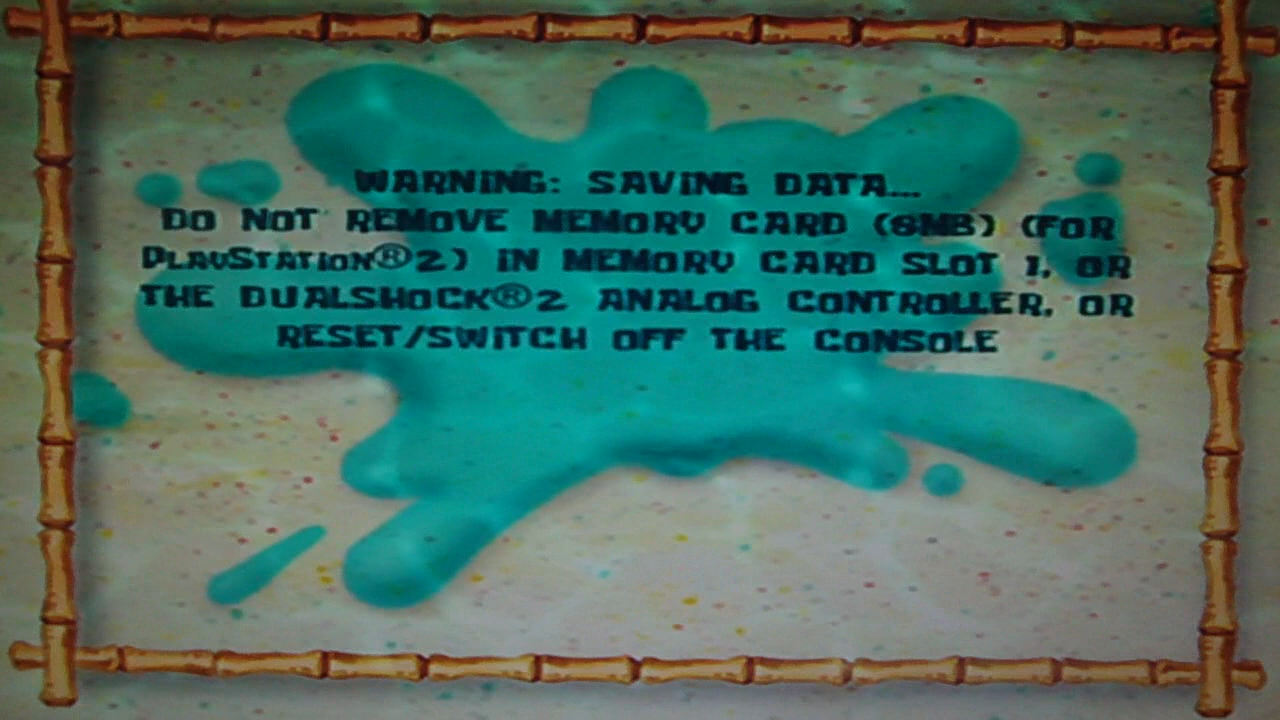 WARNING: SAVING DATA...
DO NOT REMOVE MEMORY CARD (8MB) (FOR
PLAYSTATION®2) IN MEMORY CARD SLOT 1, OR
THE DUALSHOCK®2 ANALOG CONTROLLER, OR
RESET/SWITCH OFF THE CONSOLE